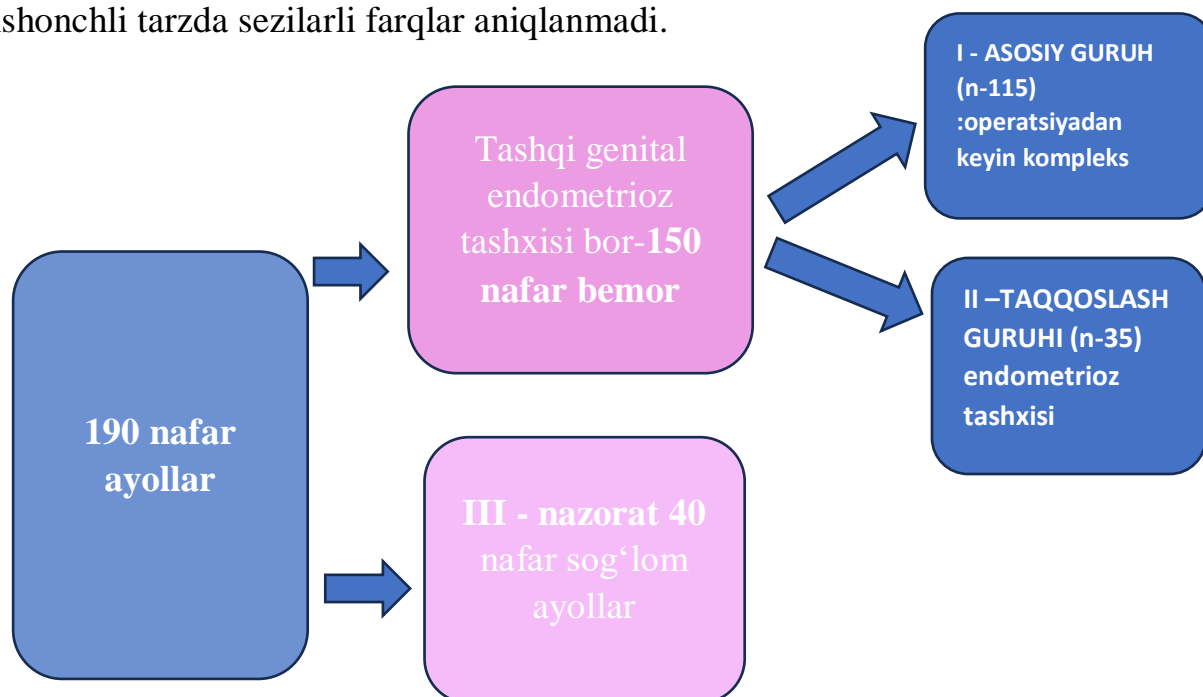 ishonchli tarzda sezilarli farqlar aniqlanmadi.
190 nafar
ayollar
Tashqi genital
endometrioz
tashxisi bor-150
nafar bemor
III - nazorat 40
nafar sog‘lom
ayollar
I - ASOSIY GURUH
(n-115)
:operatsiyadan
keyin kompleks
II –TAQQOSLASH
GURUHI (n-35)
endometrioz
tashxisi